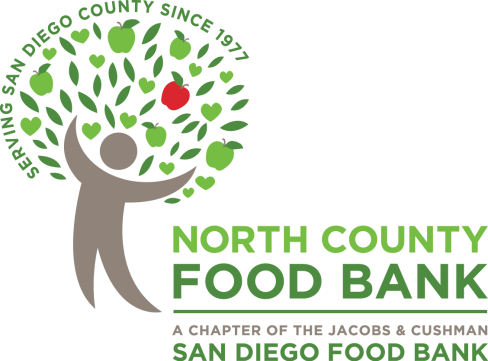 SERVING SAN DIEGO COUNTY SINCE 1977
NORTH COUNTY
FOOD BANK
A CHAPTER OF THE JACOBS & CUSHMAN
SAN DIEGO FOOD BANK